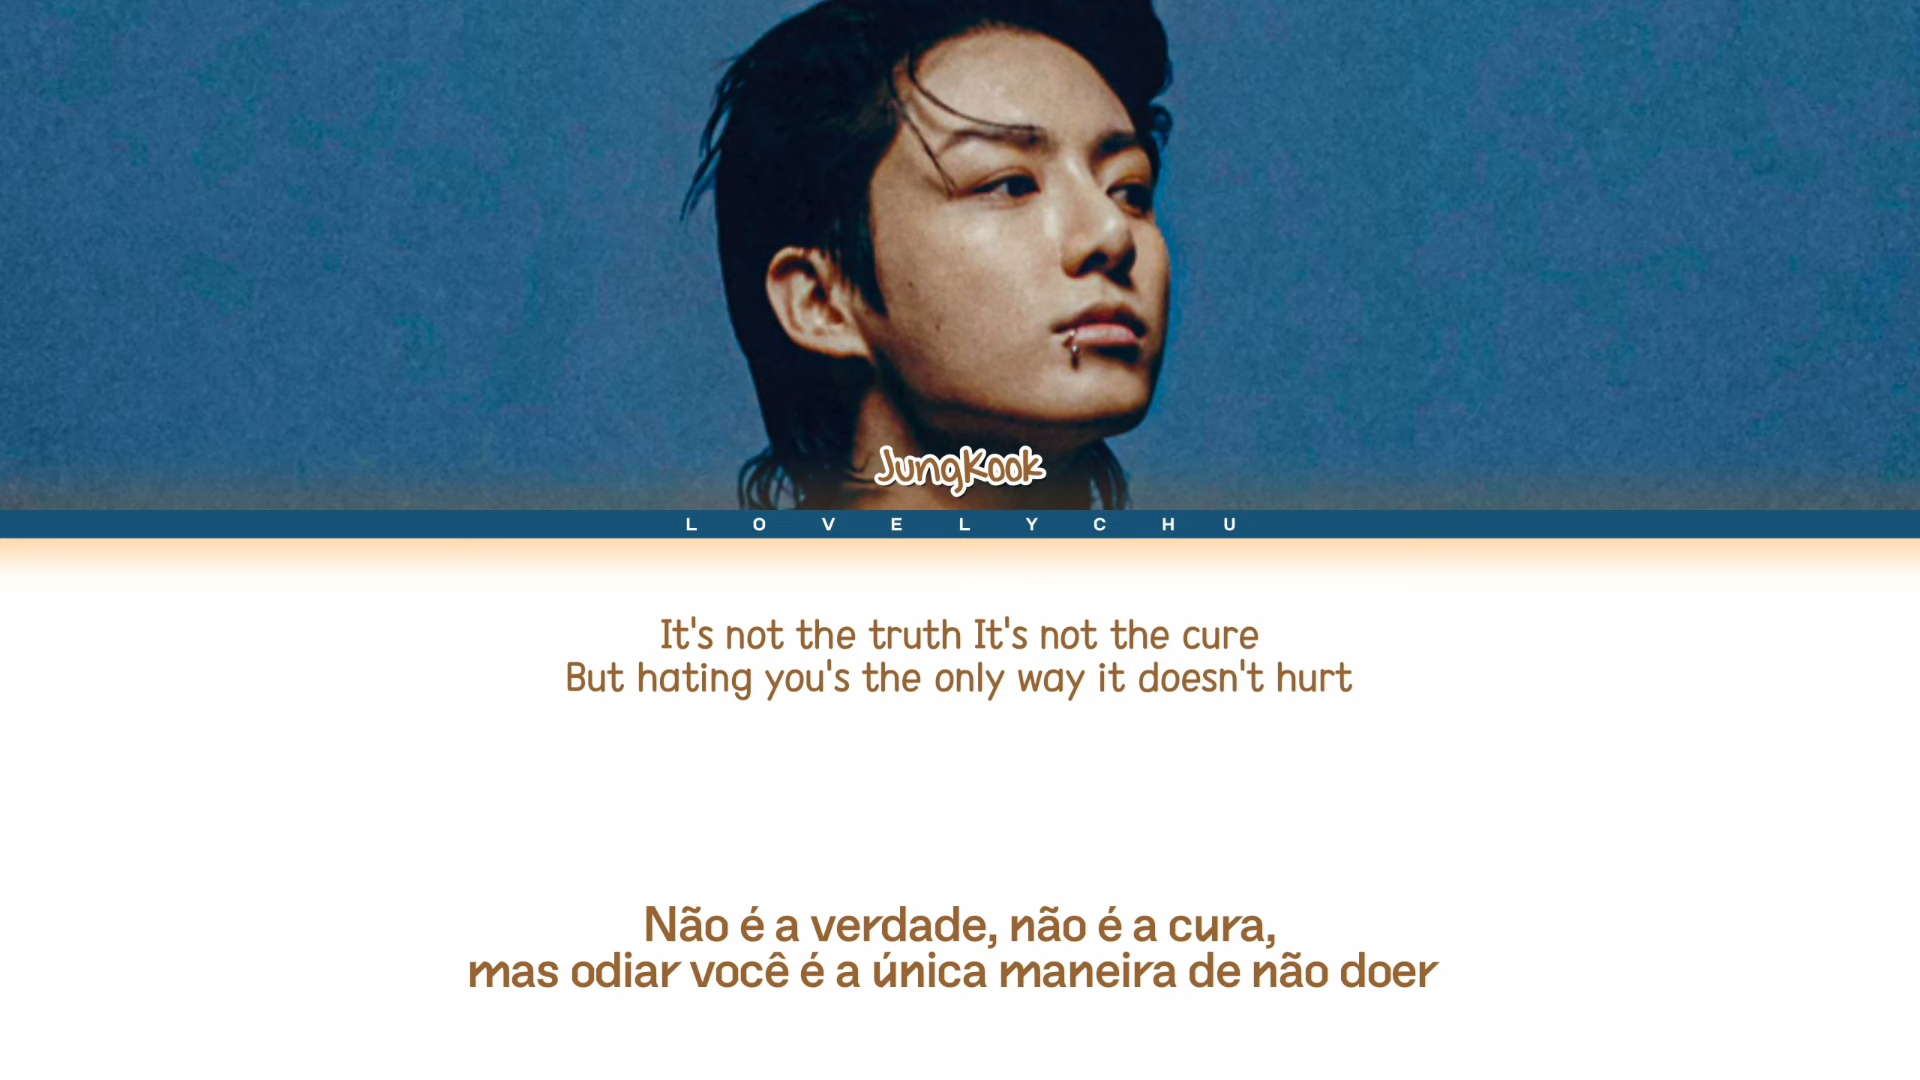 JungKook
LOVELYCHU
It's not the truth It's not the cure
But hating you's the only way it doesn't hurt
Não é a verdade, não é a cura,
mas odiar você é a única maneira de não doer